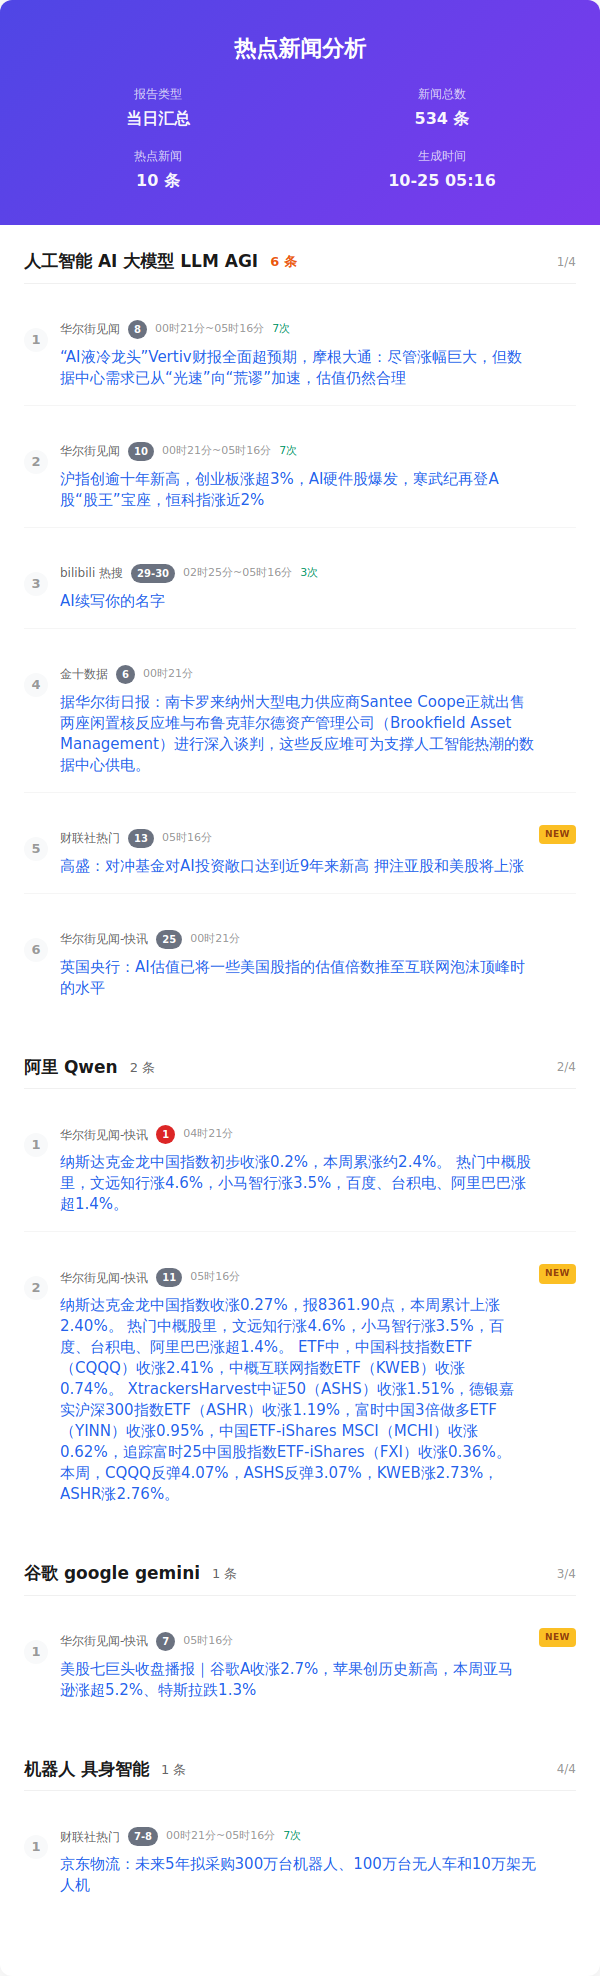 热点新闻分析
报告类型
新闻总数
当日汇总
534 条
热点新闻
生成时间
10 条
10-25 05:16
人工智能 AI 大模型 LLM AGI 6 条 1/4
1 华尔街见闻 8 00时21分~05时16分 7次
“AI液冷龙头”Vertiv财报全面超预期，摩根大通：尽管涨幅巨大，但数
据中心需求已从“光速”向“荒谬”加速，估值仍然合理
2 华尔街见闻 10 00时21分~05时16分 7次
沪指创逾十年新高，创业板涨超3%，AI硬件股爆发，寒武纪再登A
股“股王”宝座，恒科指涨近2%
3 bilibili 热搜 29-30 02时25分~05时16分 3次
AI续写你的名字
4 金十数据 6 00时21分
据华尔街日报：南卡罗来纳州大型电力供应商Santee Coope正就出售
两座闲置核反应堆与布鲁克菲尔德资产管理公司（Brookfield Asset
Management）进行深入谈判，这些反应堆可为支撑人工智能热潮的数
据中心供电。
5 财联社热门 13 05时16分 NEW
高盛：对冲基金对AI投资敞口达到近9年来新高 押注亚股和美股将上涨
6 华尔街见闻-快讯 25 00时21分
英国央行：AI估值已将一些美国股指的估值倍数推至互联网泡沫顶峰时
的水平
阿里 Qwen 2 条 2/4
1 华尔街见闻-快讯 1 04时21分
纳斯达克金龙中国指数初步收涨0.2%，本周累涨约2.4%。 热门中概股
里，文远知行涨4.6%，小马智行涨3.5%，百度、台积电、阿里巴巴涨
超1.4%。
2 华尔街见闻-快讯 11 05时16分 NEW
纳斯达克金龙中国指数收涨0.27%，报8361.90点，本周累计上涨
2.40%。 热门中概股里，文远知行涨4.6%，小马智行涨3.5%，百
度、台积电、阿里巴巴涨超1.4%。 ETF中，中国科技指数ETF
（CQQQ）收涨2.41%，中概互联网指数ETF（KWEB）收涨
0.74%。 XtrackersHarvest中证50（ASHS）收涨1.51%，德银嘉
实沪深300指数ETF（ASHR）收涨1.19%，富时中国3倍做多ETF
（YINN）收涨0.95%，中国ETF-iShares MSCI（MCHI）收涨
0.62%，追踪富时25中国股指数ETF-iShares（FXI）收涨0.36%。
本周，CQQQ反弹4.07%，ASHS反弹3.07%，KWEB涨2.73%，
ASHR涨2.76%。
谷歌 google gemini 1 条 3/4
1 华尔街见闻-快讯 7 05时16分 NEW
美股七巨头收盘播报｜谷歌A收涨2.7%，苹果创历史新高，本周亚马
逊涨超5.2%、特斯拉跌1.3%
机器人 具身智能 1 条 4/4
1 财联社热门 7-8 00时21分~05时16分 7次
京东物流：未来5年拟采购300万台机器人、100万台无人车和10万架无
人机